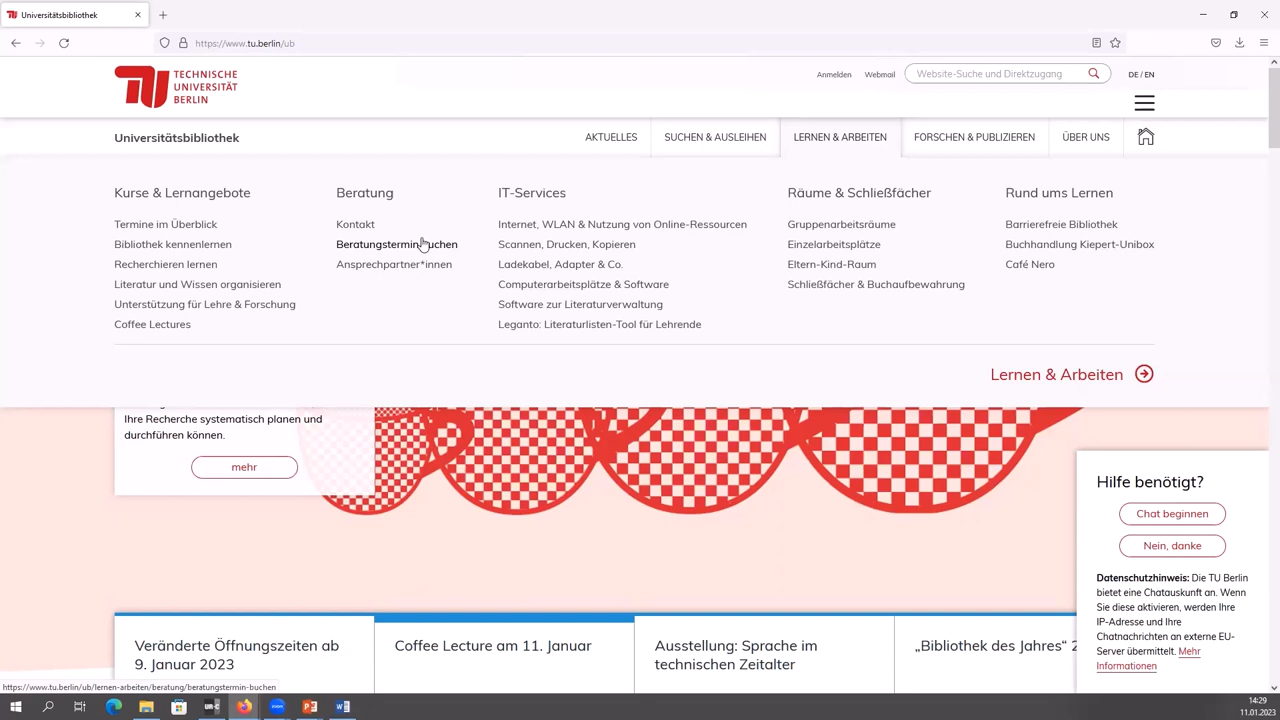 Universitätsbibliothek
https://www.tu.berlin/ub
TECHNISCHE
UNIVERSITÄT
BERLIN
Anmelden
Webmail
Website-Suche und Direktzugang
DE / EN
Universitätsbibliothek
AKTUELLES
SUCHEN & AUSLEIHEN
LERNEN & ARBEITEN
FORSCHEN & PUBLIZIEREN
ÜBER UNS
Kurse & Lernangebote
Termine im Überblick
Bibliothek kennenlernen
Recherchieren lernen
Literatur und Wissen organisieren
Unterstützung für Lehre & Forschung
Coffee Lectures
Beratung
Kontakt
Beratungstermin buchen
Ansprechpartner*innen
IT-Services
Internet, WLAN & Nutzung von Online-Ressourcen
Scannen, Drucken, Kopieren
Ladekabel, Adapter & Co.
Computerarbeitsplätze & Software
Software zur Literaturverwaltung
Leganto: Literaturlisten-Tool für Lehrende
Räume & Schließfächer
Gruppenarbeitsräume
Einzelarbeitsplätze
Eltern-Kind-Raum
Schließfächer & Buchaufbewahrung
Rund ums Lernen
Barrierefreie Bibliothek
Buchhandlung Kiepert-Unibox
Café Nero
Lernen & Arbeiten
Ihre Recherche systematisch planen und
durchführen können.
mehr
Hilfe benötigt?
Chat beginnen
Nein, danke
Datenschutzhinweis: Die TU Berlin
bietet eine Chatauskunft an. Wenn
Sie diese aktivieren, werden Ihre
IP-Adresse und Ihre
Chatnachrichten an externe EU-
Server übermittelt. Mehr
Informationen
Veränderte Öffnungszeiten ab
9. Januar 2023
Coffee Lecture am 11. Januar
Ausstellung: Sprache im
technischen Zeitalter
„Bibliothek des Jahres“ 2
https://www.tu.berlin/ub/lernen-arbeiten/beratung/beratungstermin-buchen
14:29
11.01.2023